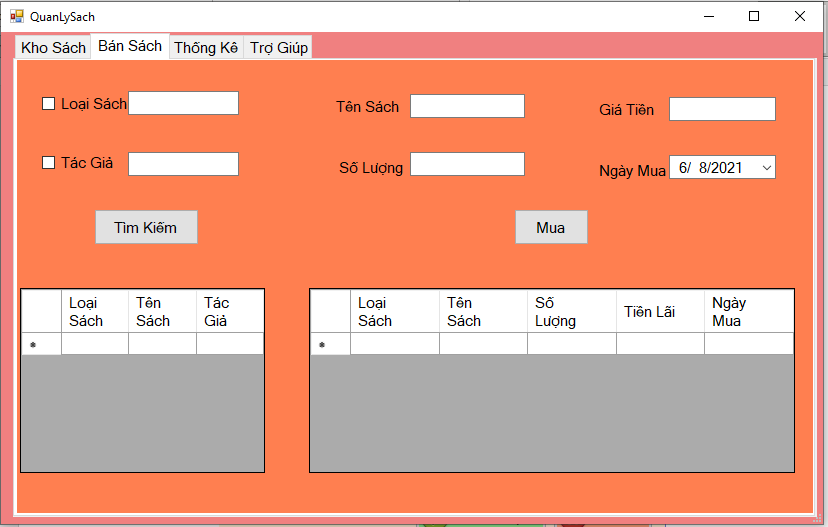 QuanLySach
Kho Sách Bán Sách Thống Kê Trợ Giúp
Loại Sách Tên Sách Giá Tiền
Tác Giả Số Lượng Ngày Mua 6/ 8/2021
Tìm Kiếm Mua
Loại Sách Tên Sách Tác Giả
Loại Sách Tên Sách Số Lượng Tiền Lãi Ngày Mua